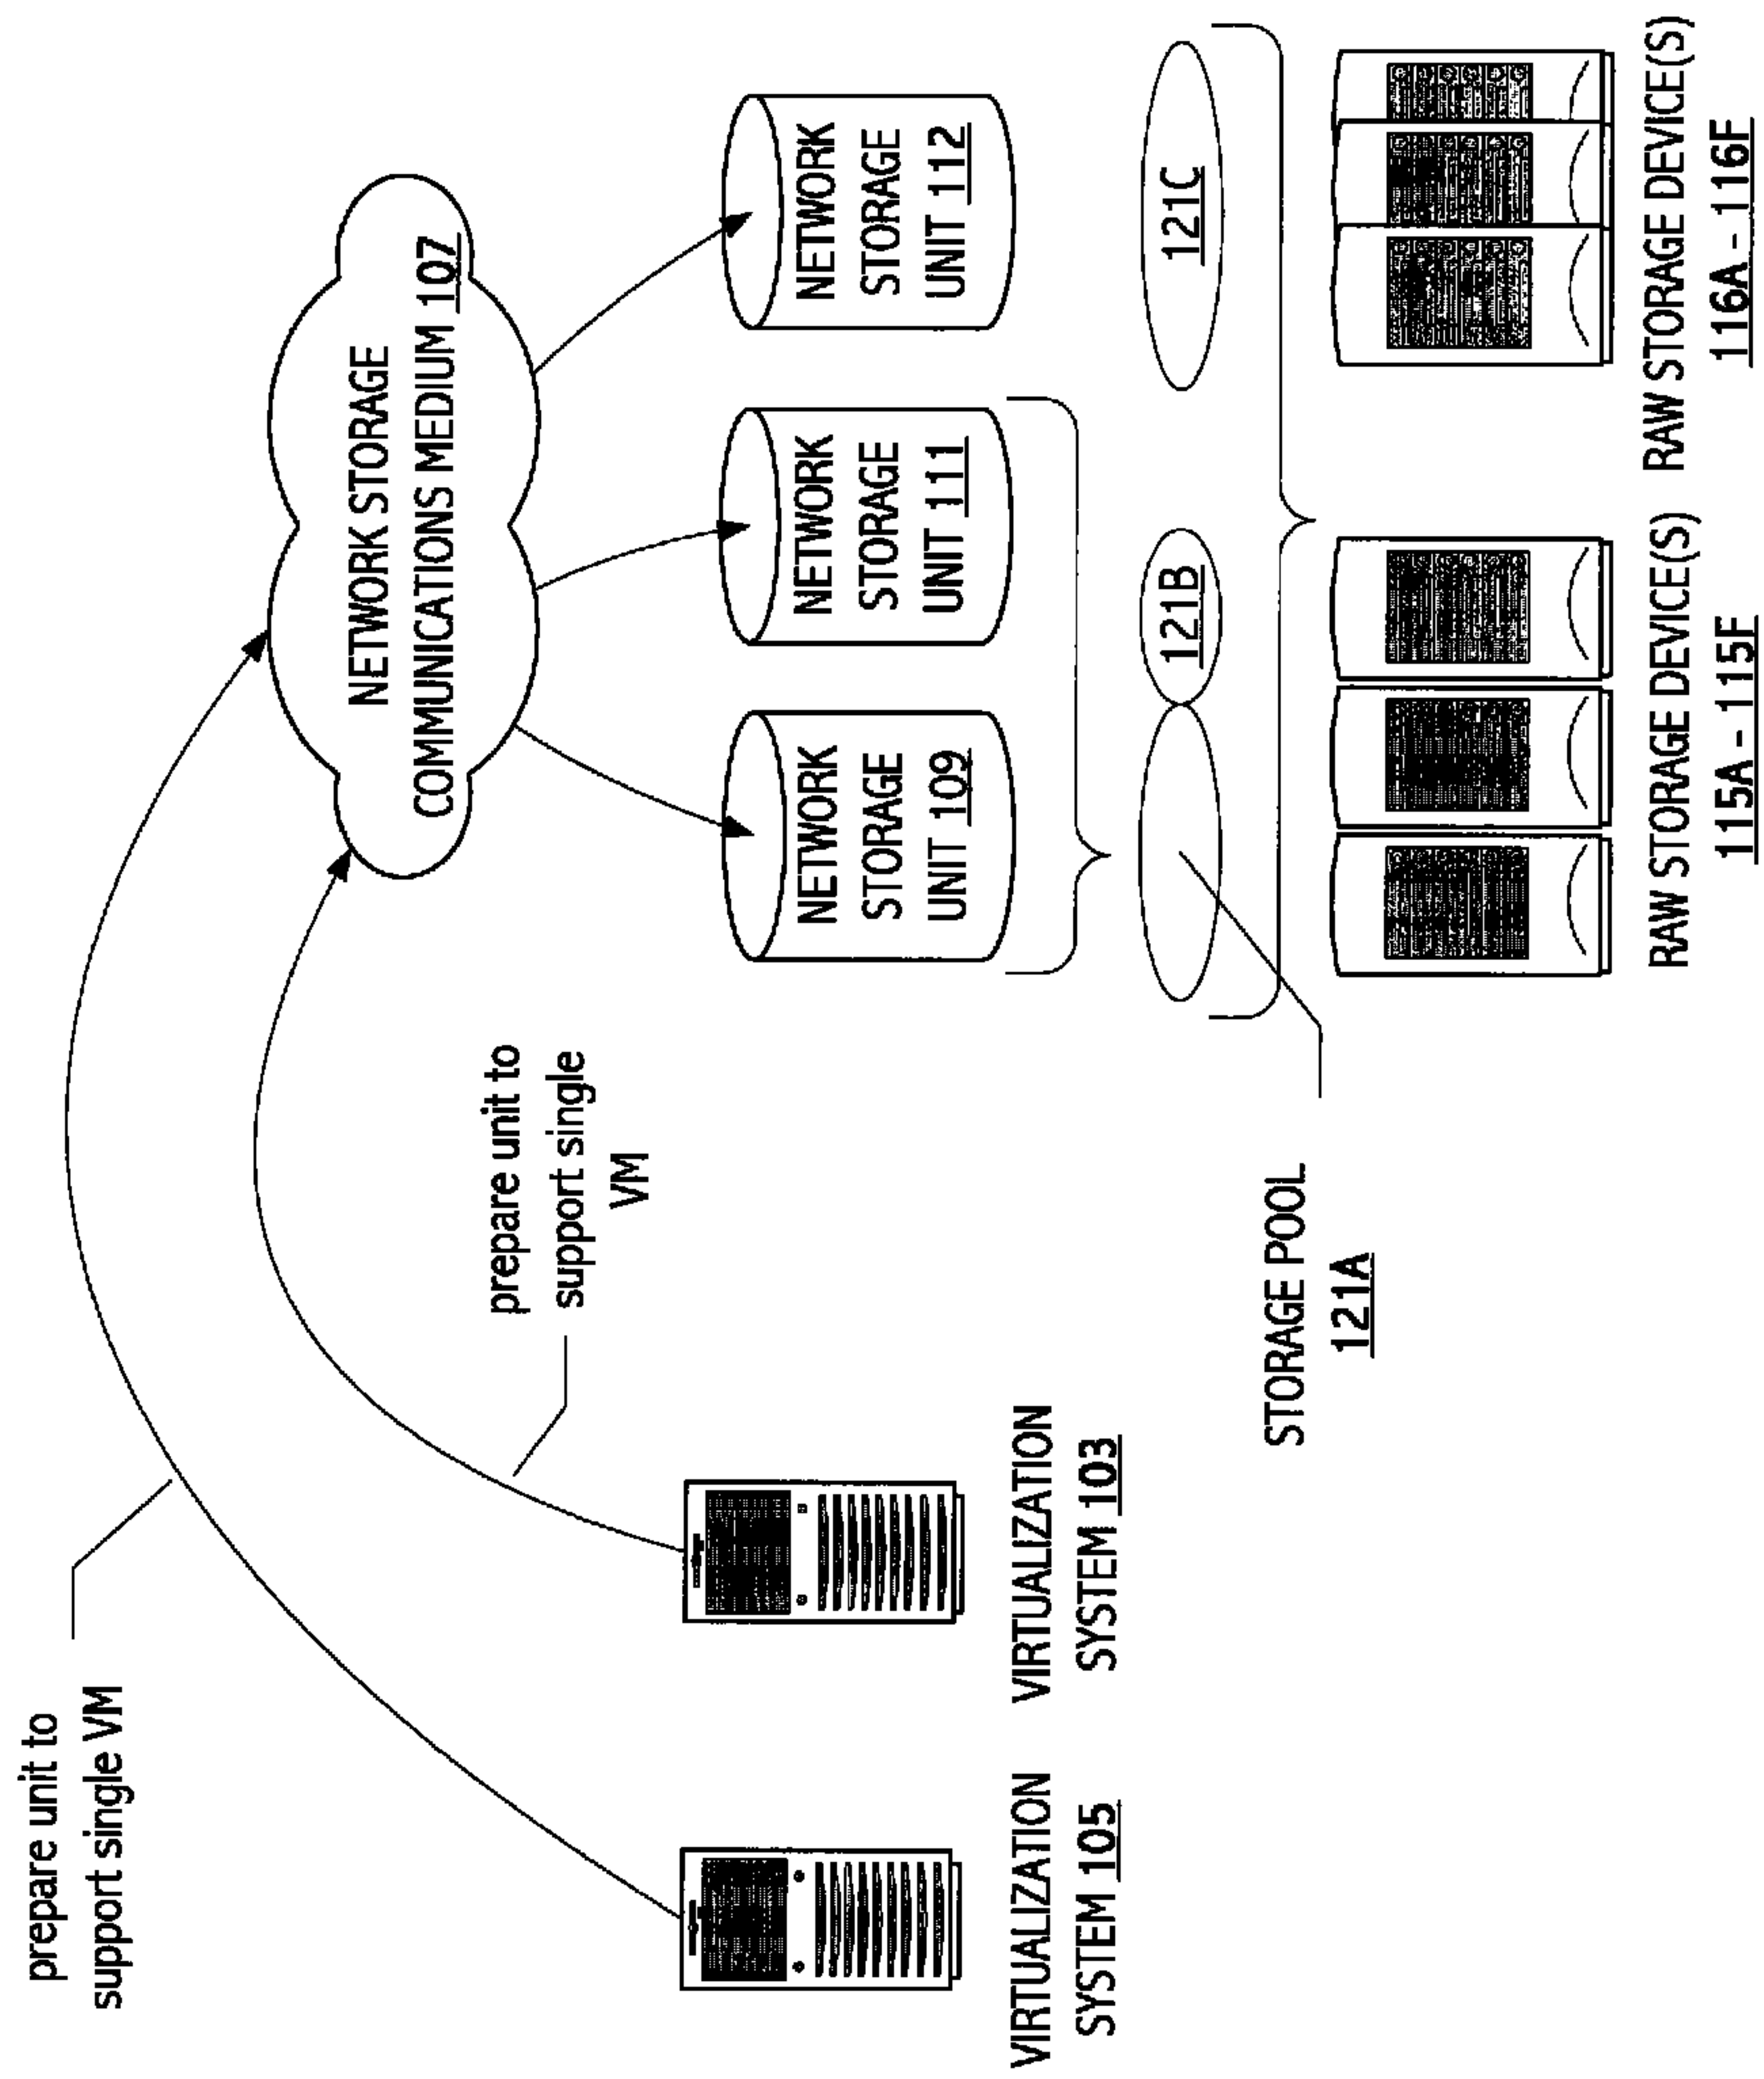 prepare unit to
support single VM
prepare unit to
support single
VM
NETWORK STORAGE
COMMUNICATIONS MEDIUM 107
VIRTUALIZATION
SYSTEM 105
VIRTUALIZATION
SYSTEM 103
NETWORK
STORAGE
UNIT 109
NETWORK
STORAGE
UNIT 111
NETWORK
STORAGE
UNIT 112
121B
121C
STORAGE POOL
121A
RAW STORAGE DEVICE(S)
115A - 115F
RAW STORAGE DEVICE(S)
116A - 116F